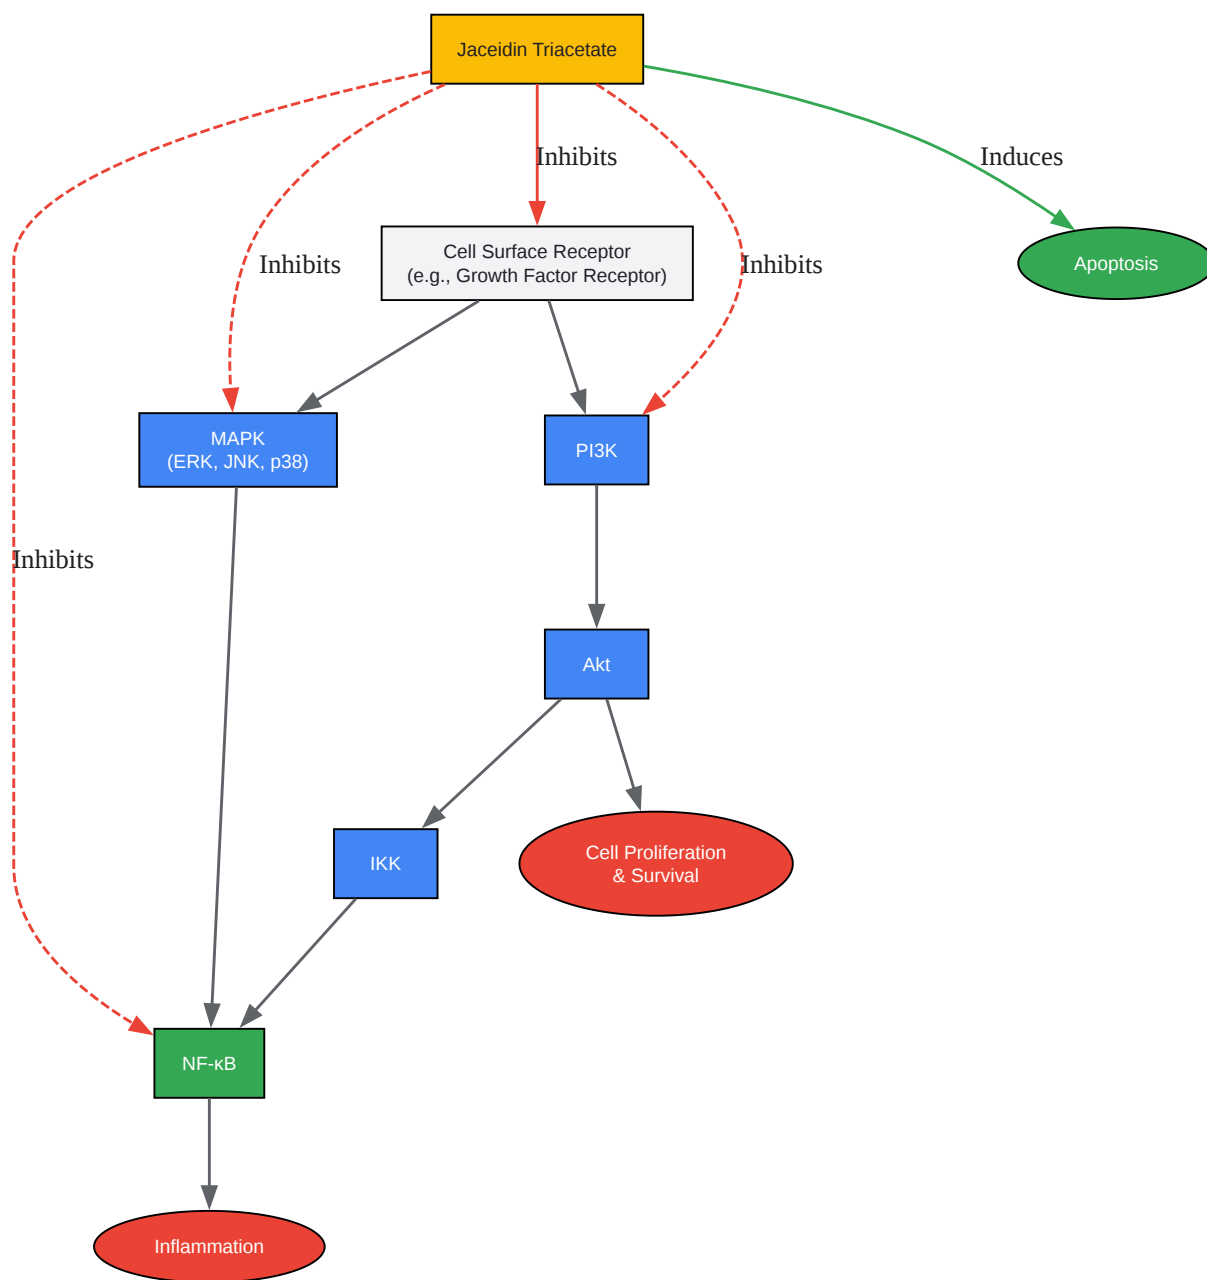 Jaceidin Triacetate
Inhibits
Induces
Cell Surface Receptor
(e.g., Growth Factor Receptor)
Inhibits
Inhibits
Apoptosis
MAPK
(ERK, JNK, p38)
PI3K
Inhibits
Akt
IKK
Cell Proliferation
& Survival
NF-κB
Inflammation